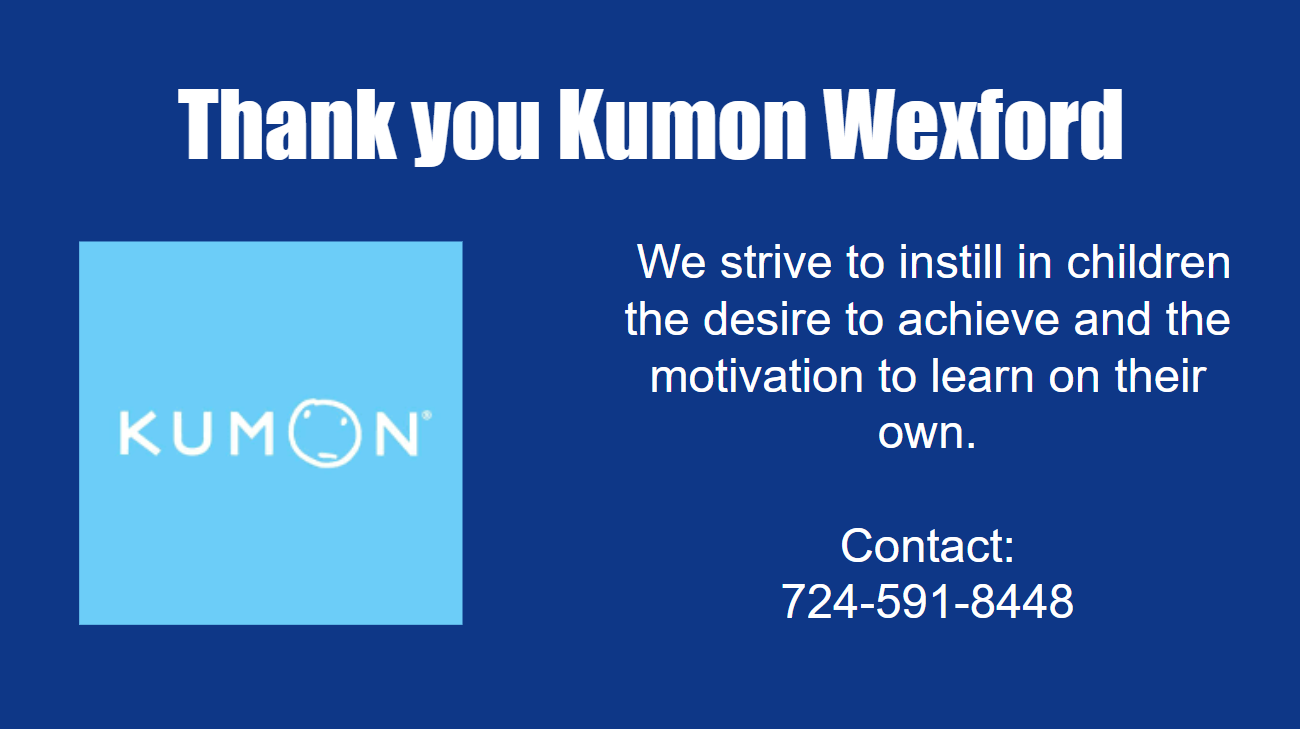 Thank you Kumon Wexford
KUMON®
We strive to instill in children
the desire to achieve and the
motivation to learn on their
own.
Contact:
724-591-8448